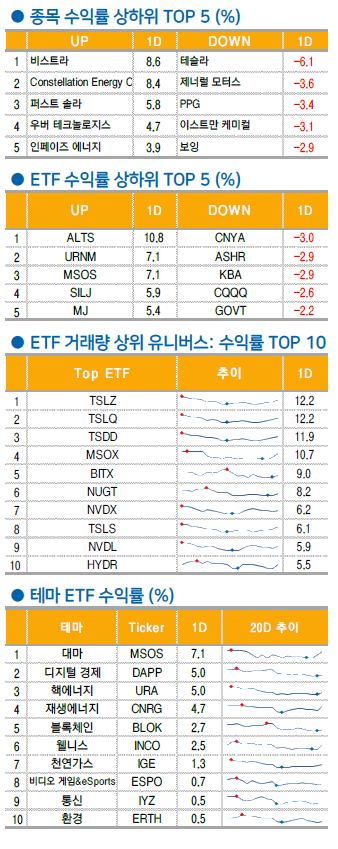 ● 종목 수익률 상하위 TOP 5 (%)
UP 1D DOWN 1D
1 비스트라 8.6 테슬라 -6.1
2 Constellation Energy C 8.4 제너럴 모터스 -3.6
3 퍼스트 솔라 5.8 PPG -3.4
4 우버 테크놀로지스 4.7 이스트만 케미컬 -3.1
5 인페이즈 에너지 3.9 보잉 -2.9
● ETF 수익률 상하위 TOP 5 (%)
UP 1D DOWN 1D
1 ALTS 10.8 CNYA -3.0
2 URNM 7.1 ASHR -2.9
3 MSOS 7.1 KBA -2.9
4 SILJ 5.9 CQQQ -2.6
5 MJ 5.4 GOVT -2.2
● ETF 거래량 상위 유니버스: 수익률 TOP 10
Top ETF 추이 1D
1 TSLZ 12.2
2 TSLQ 12.2
3 TSDD 11.9
4 MSOX 10.7
5 BITX 9.0
6 NUGT 8.2
7 NVDX 6.2
8 TSLS 6.1
9 NVDL 5.9
10 HYDR 5.5
● 테마 ETF 수익률 (%)
테마 Ticker 1D 20D 추이
1 대마 MSOS 7.1
2 디지털 경제 DAPP 5.0
3 핵에너지 URA 5.0
4 재생에너지 CNRG 4.7
5 블록체인 BLOK 2.7
6 웰니스 INCO 2.5
7 천연가스 IGE 1.3
8 비디오 게임&eSports ESPO 0.7
9 통신 IYZ 0.5
10 환경 ERTH 0.5